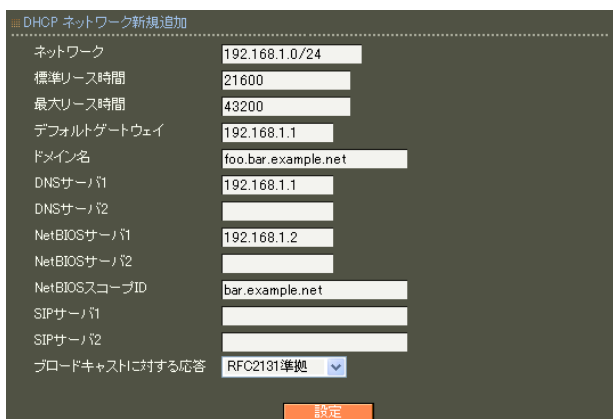 DHCP ネットワーク新規追加
ネットワーク 192.168.1.0/24
標準リース時間 21600
最大リース時間 43200
デフォルトゲートウェイ 192.168.1.1
ドメイン名 foo.bar.example.net
DNSサーバ1 192.168.1.1
DNSサーバ2
NetBIOSサーバ1 192.168.1.2
NetBIOSサーバ2
NetBIOSスコープID bar.example.net
SIPサーバ1
SIPサーバ2
ブロードキャストに対する応答 RFC2131準拠
設定